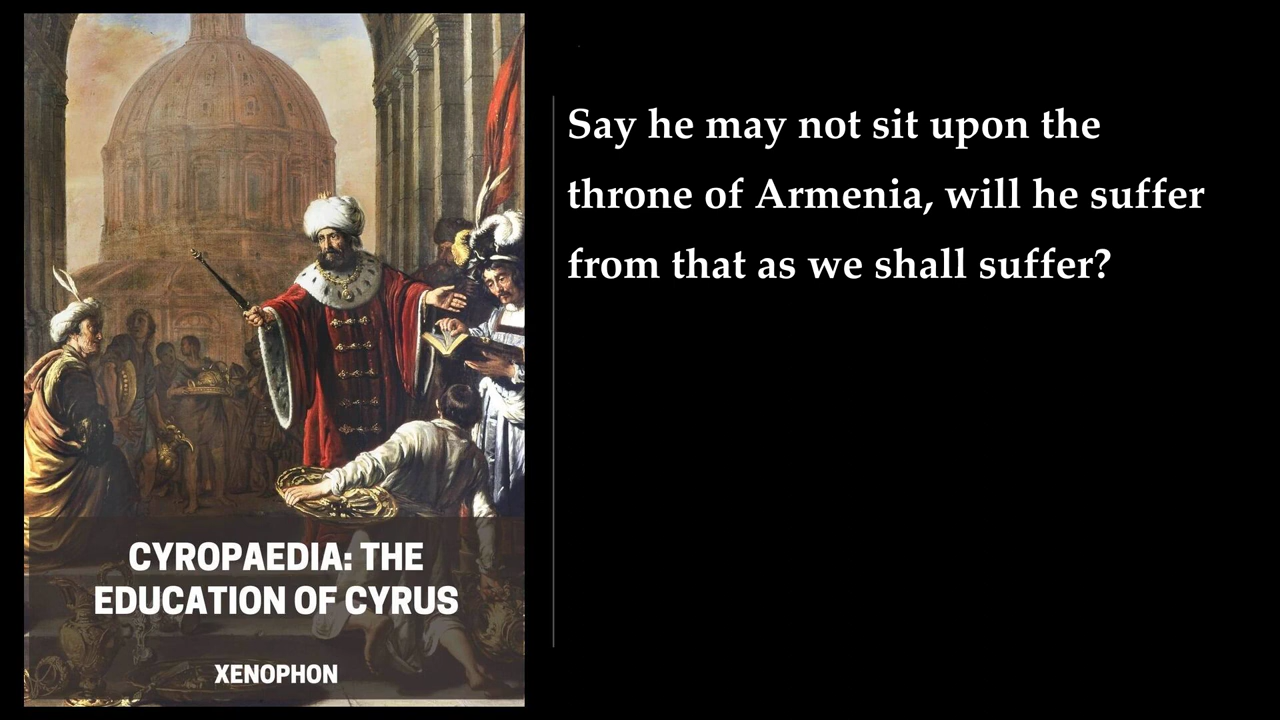 Say he may not sit upon the
throne of Armenia, will he suffer
from that as we shall suffer?
CYROPAEDIA: THE
EDUCATION OF CYRUS
XENOPHON